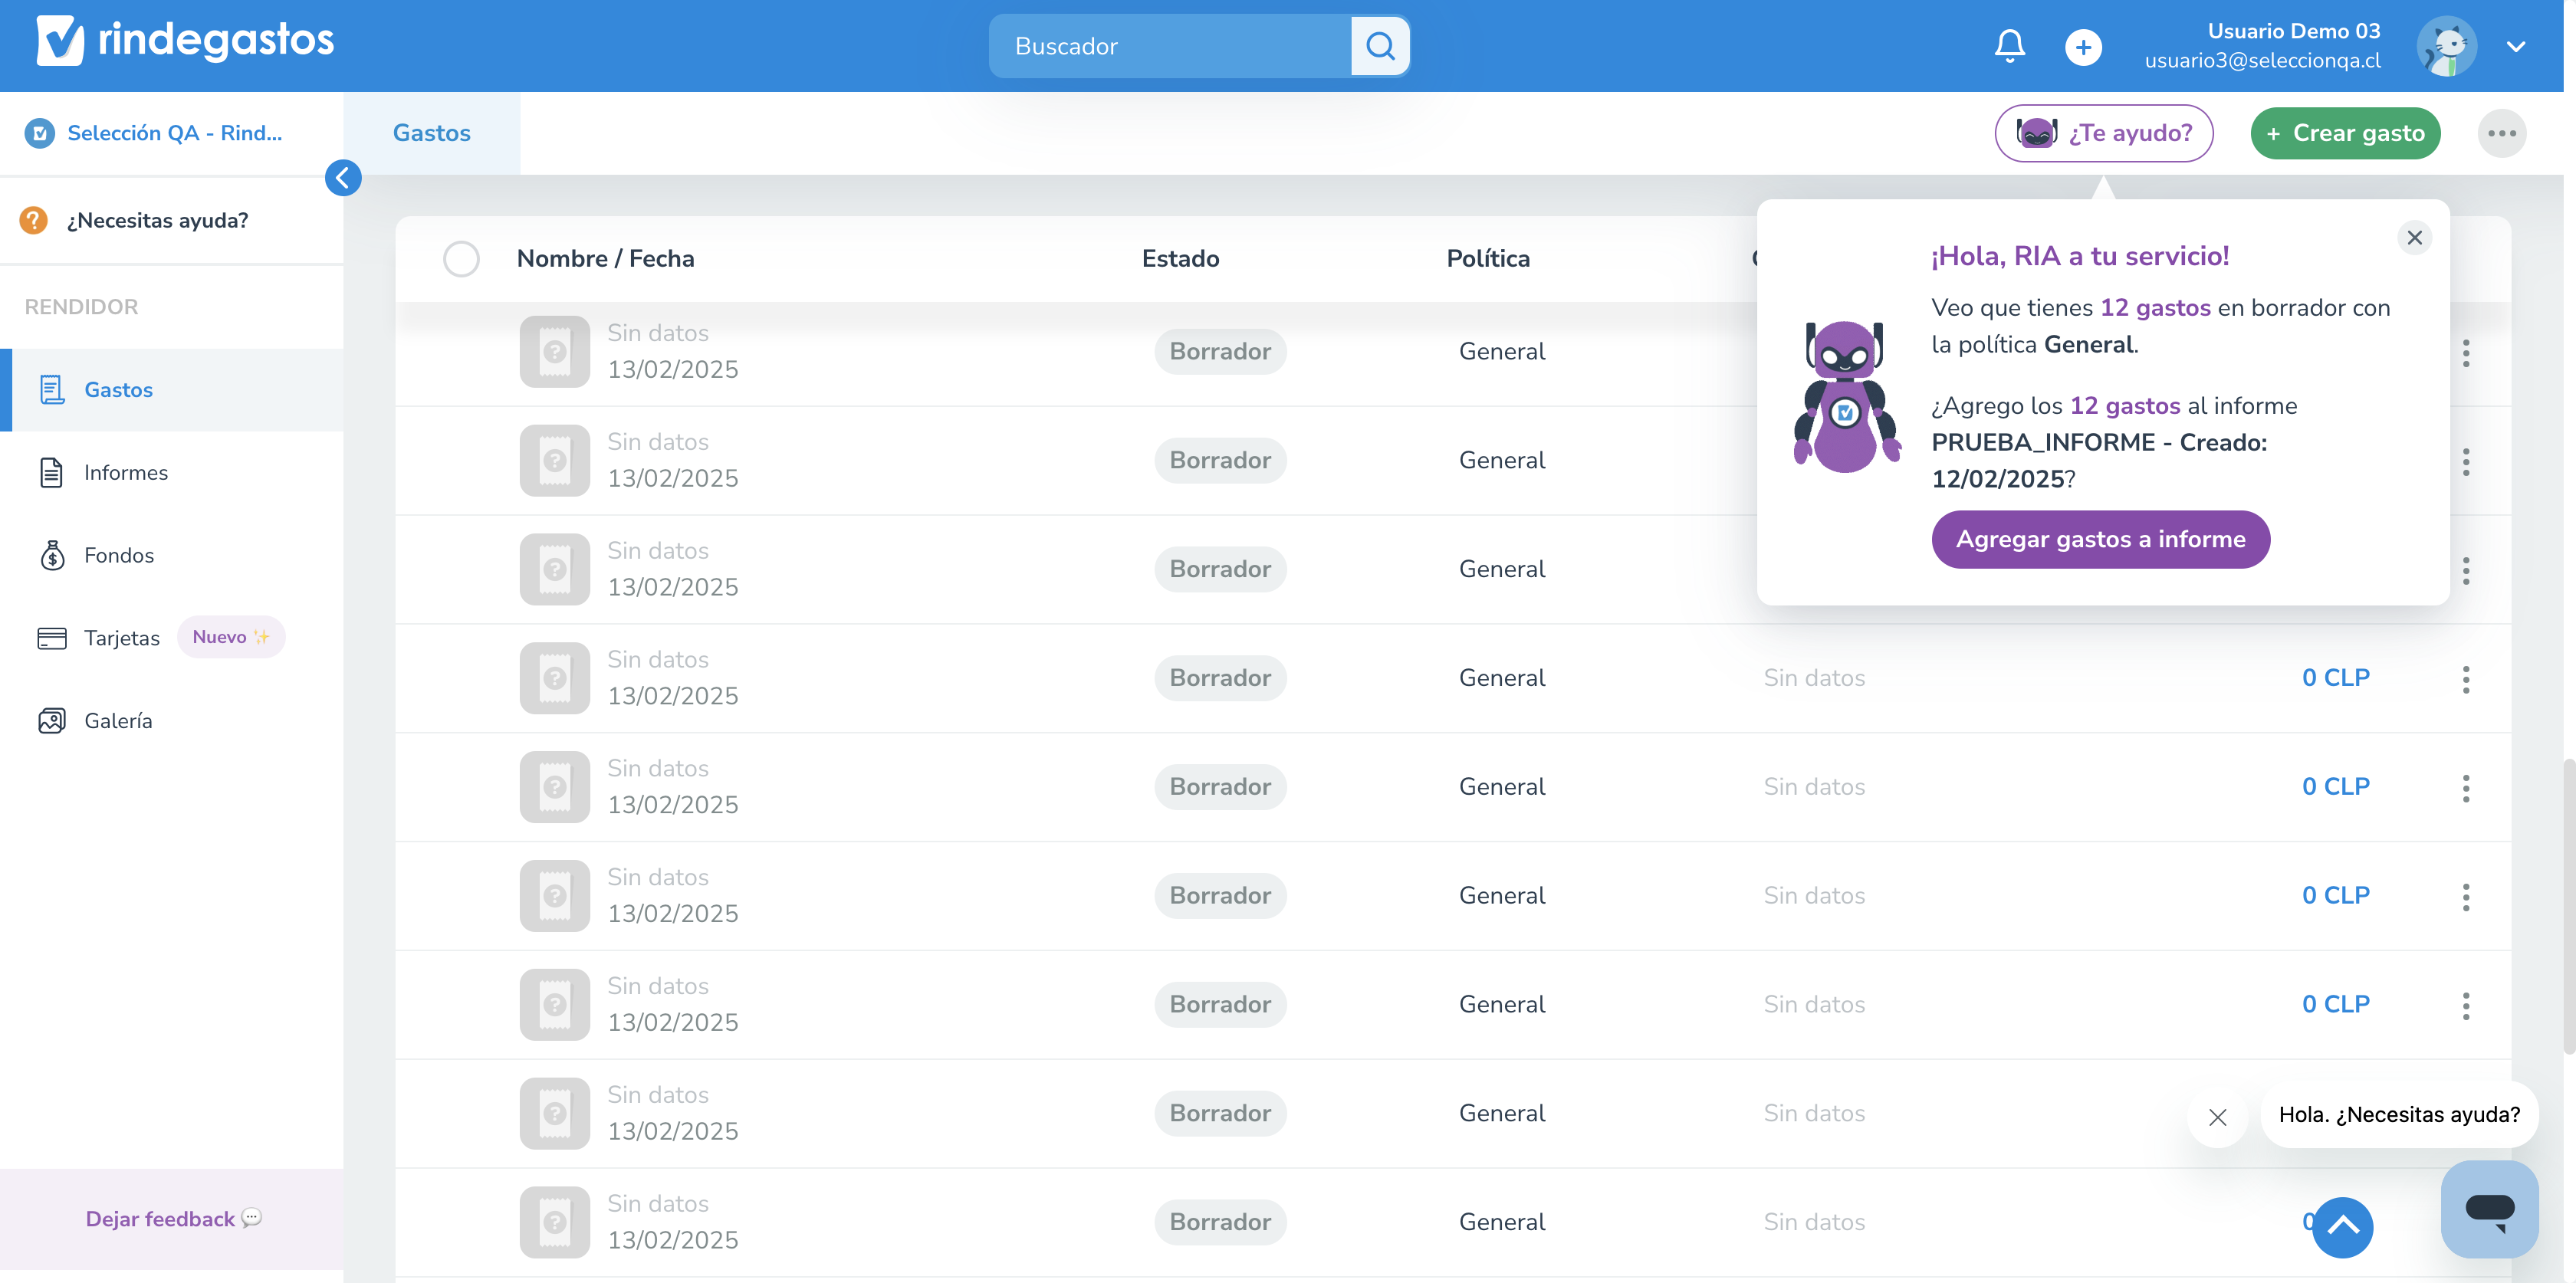 rindegastos
Buscador
Usuario Demo 03
usuario3@seleccionqa.cl
Selección QA - Rind...
Gastos
¿Te ayudo?
+ Crear gasto
¿Necesitas ayuda?
RENDIDOR
Gastos
Informes
Fondos
Tarjetas
Nuevo ✨
Galería
Dejar feedback 💬
Nombre / Fecha
Estado
Política
¡Hola, RIA a tu servicio!
Veo que tienes 12 gastos en borrador con
la política General.
¿Agrego los 12 gastos al informe
PRUEBA_INFORME - Creado:
12/02/2025?
Agregar gastos a informe
Sin datos
13/02/2025
Borrador
General
Sin datos
13/02/2025
Borrador
General
Sin datos
13/02/2025
Borrador
General
Sin datos
13/02/2025
Borrador
General
Sin datos
0 CLP
Sin datos
13/02/2025
Borrador
General
Sin datos
0 CLP
Sin datos
13/02/2025
Borrador
General
Sin datos
0 CLP
Sin datos
13/02/2025
Borrador
General
Sin datos
0 CLP
Sin datos
13/02/2025
Borrador
General
Sin datos
Sin datos
13/02/2025
Borrador
General
Sin datos
0
Hola. ¿Necesitas ayuda?